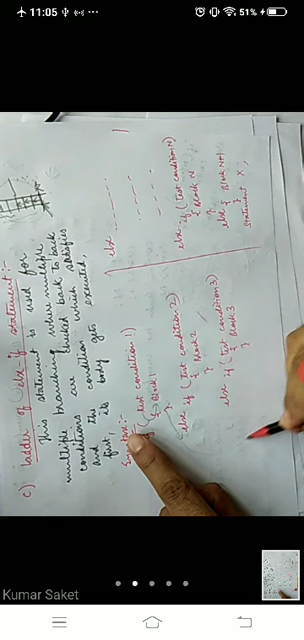 11:05
51%
c) ladder of else if statement :-
This statement is used for
multiple branching when multiple
conditions are checked back to back
and the condition which satisfies
first, its body gets executed.
Syntax:-
(test condition 1)
{ Block 1
}
else if (test condition 2)
{ Block 2
}
else if (test condition 3)
{ Block 3
}
else
else if (test condition N)
{ Block N
}
else { Block N+1
}
statement x;
Kumar Saket